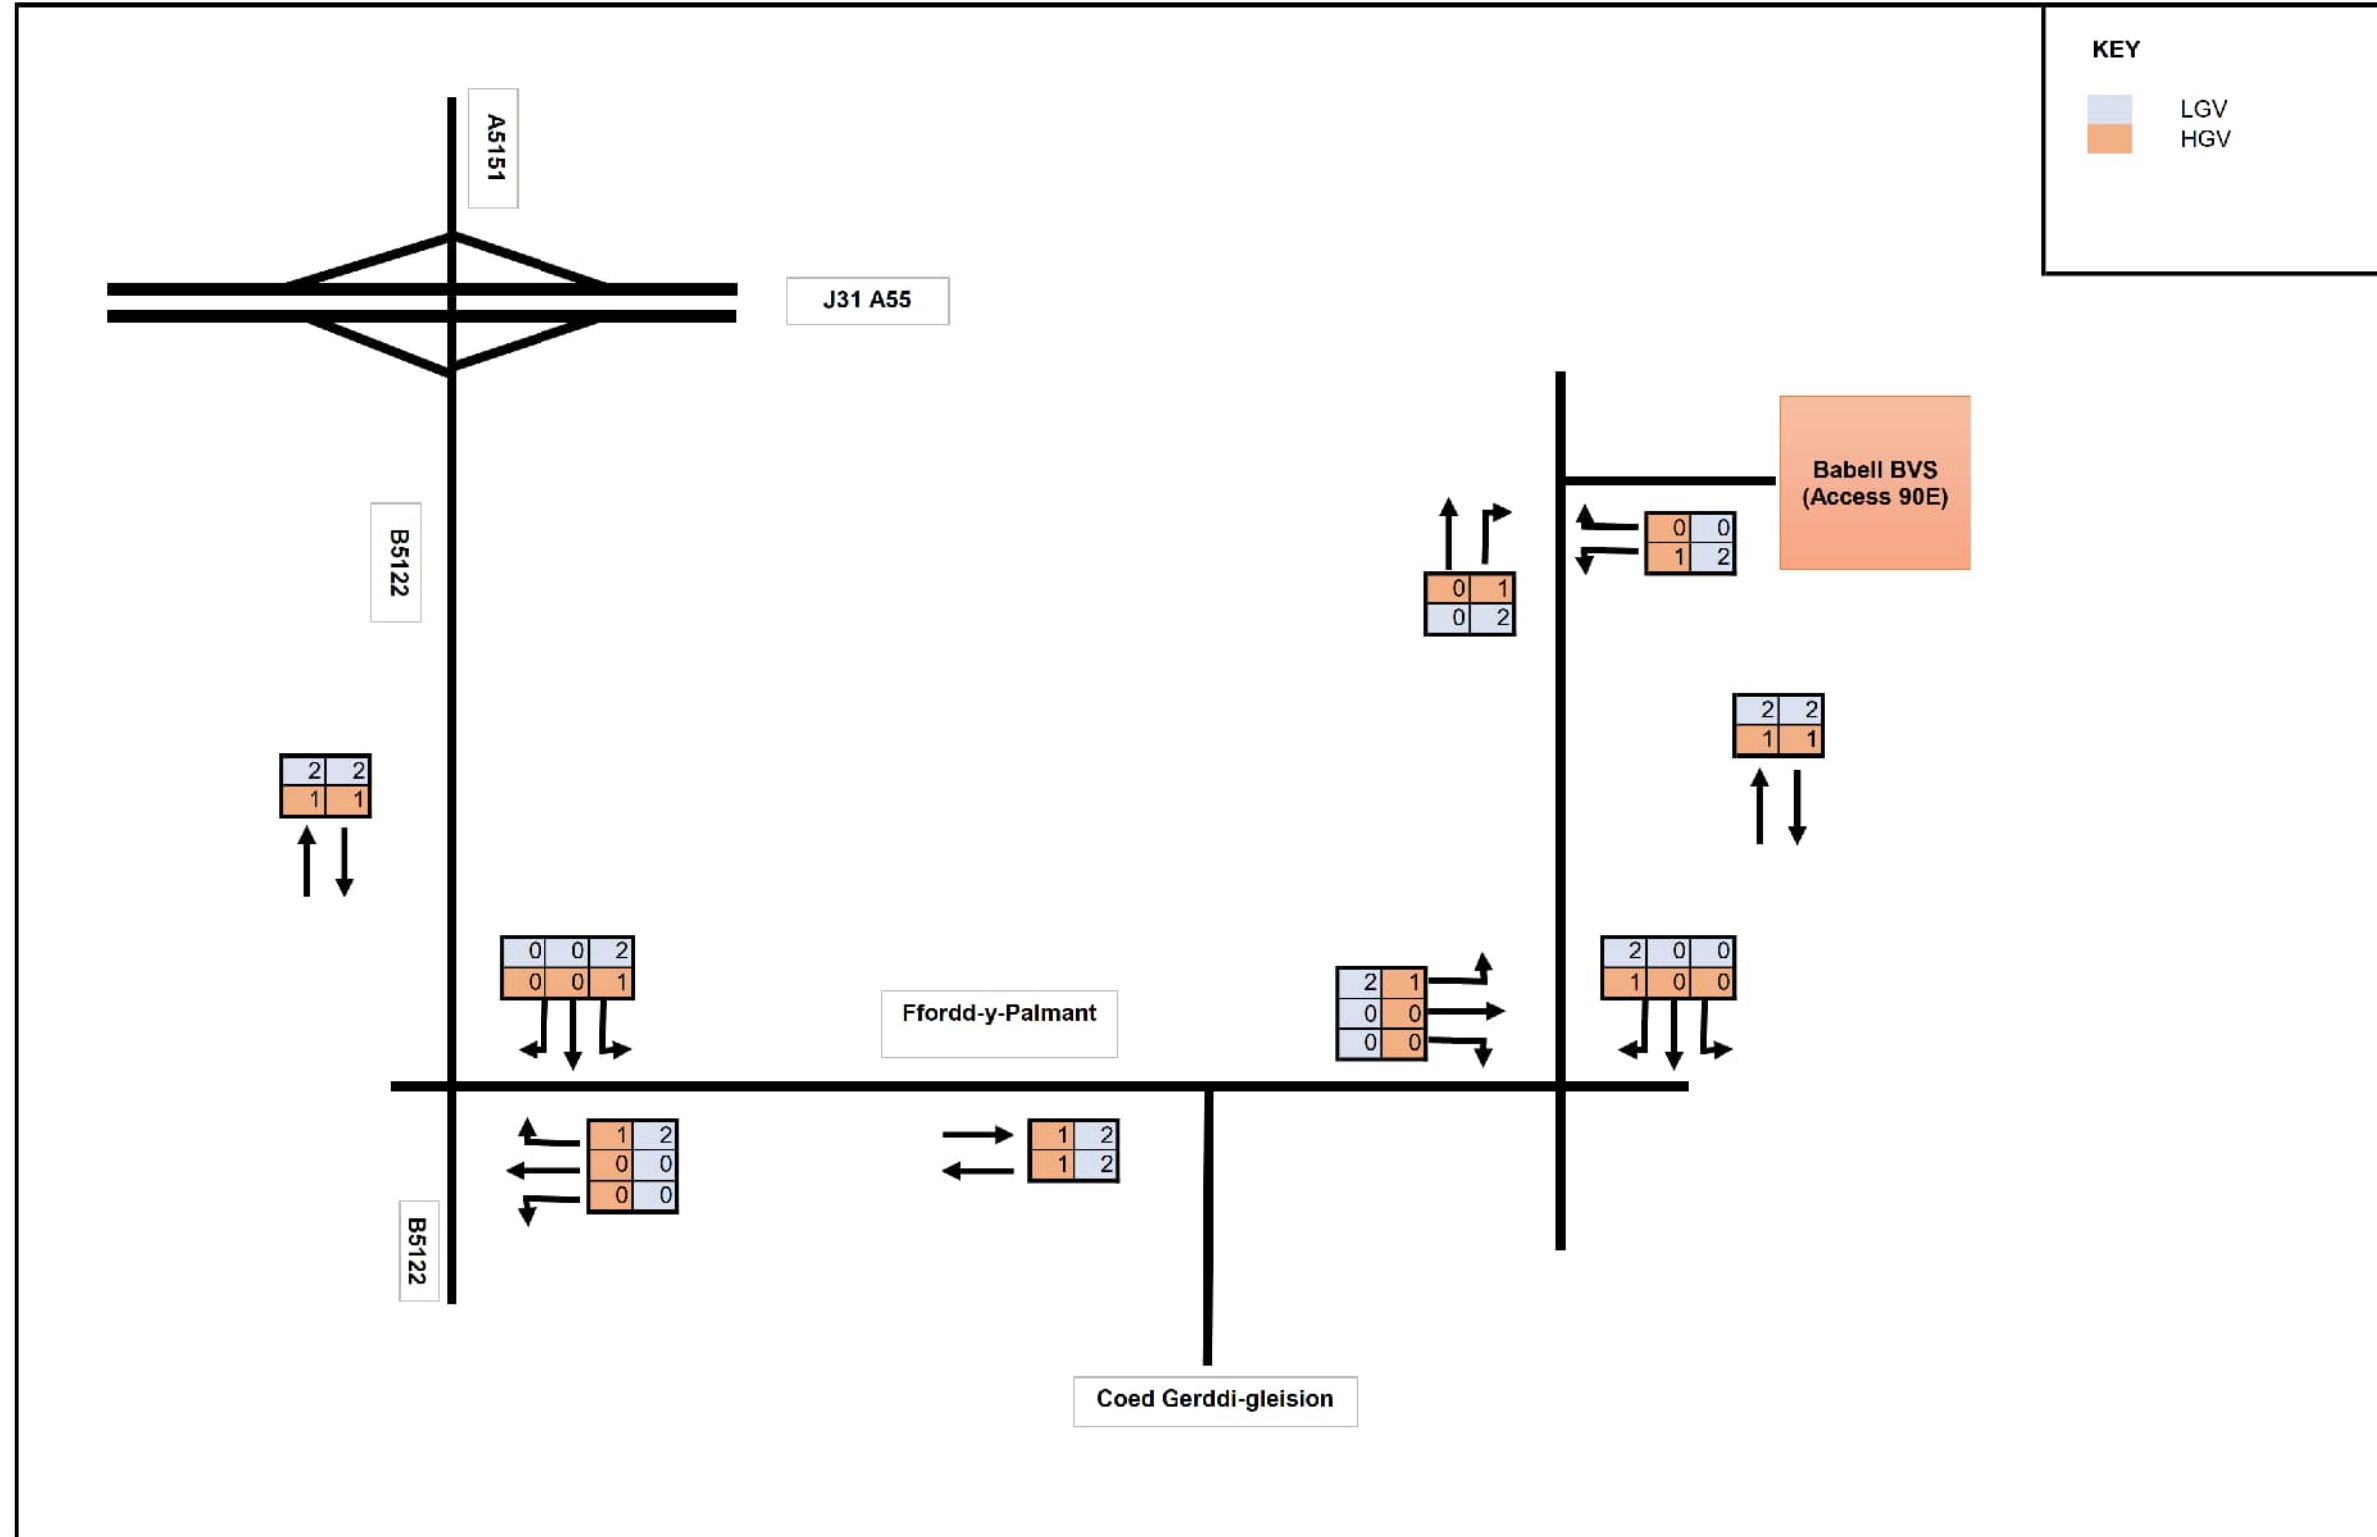 KEY
LGV
HGV
A5151
J31 A55
B5122
Babell BVS
(Access 90E)
0 0
1 2
0 1
0 2
2 2
1 1
2 2
1 1
0 0 2
0 0 1
Ffordd-y-Palmant
2 1
0 0
0 0
2 0 0
1 0 0
1 2
0 0
0 0
1 2
1 2
B5122
Coed Gerddi-gleision